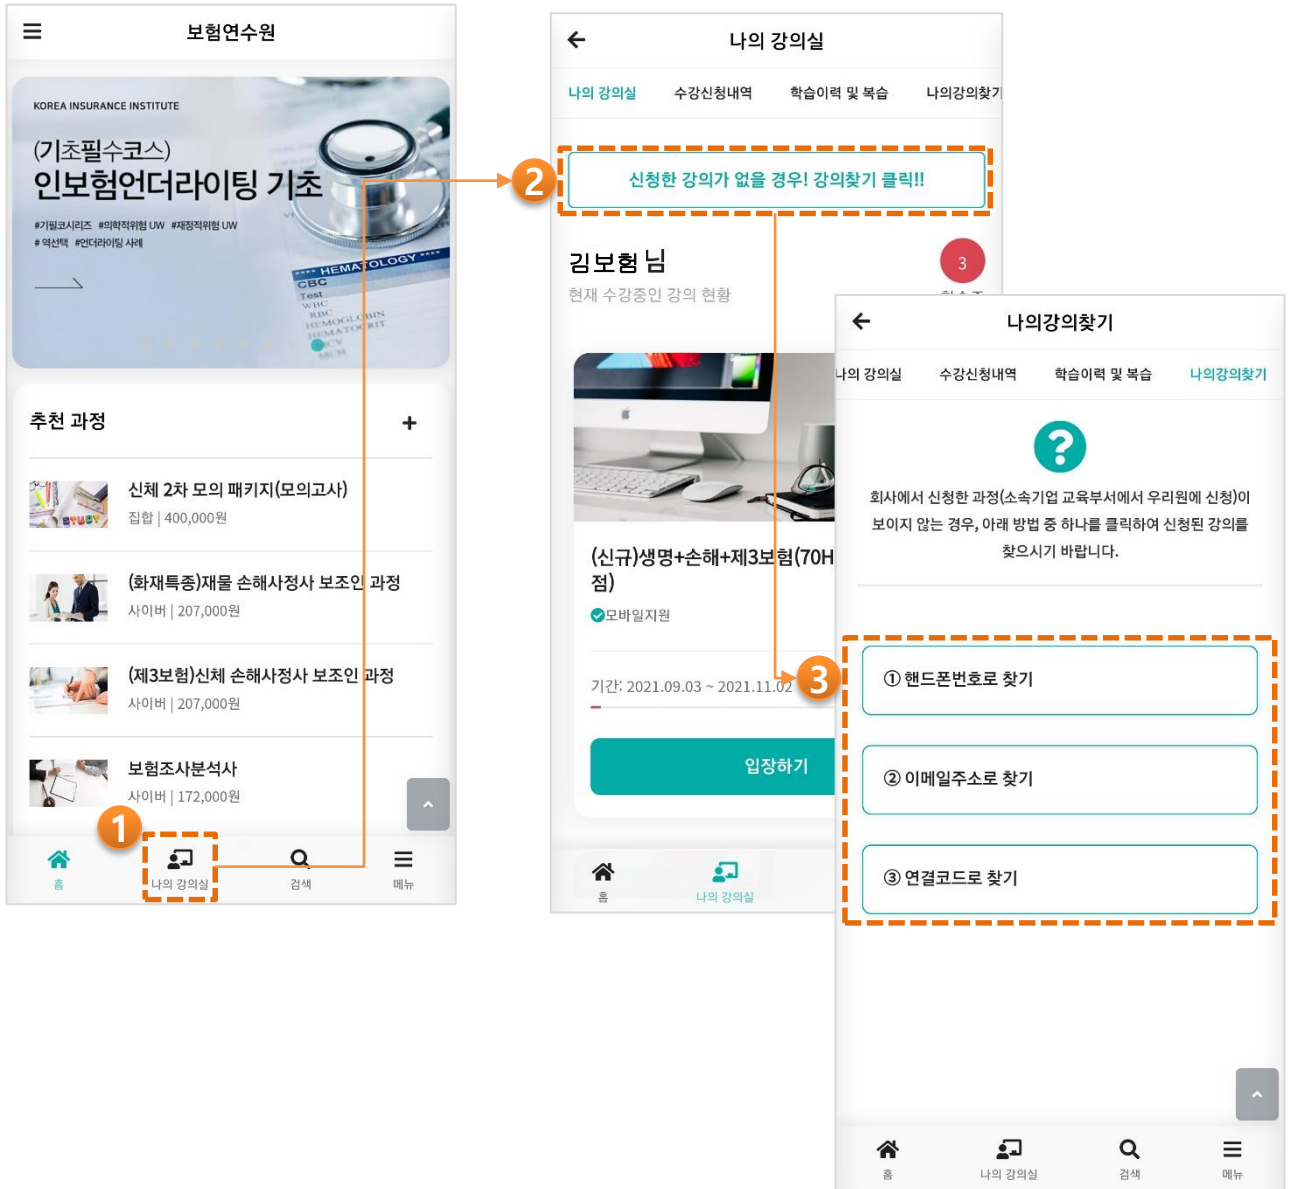 보험연수원
KOREA INSURANCE INSTITUTE
(기초필수코스)
인보험언더라이팅 기초
#기필코시리즈 #의학적위험 UW #재정적위험 UW
# 역선택 #언더라이팅 사례
**** HEMATOLOGY ****
CBC
Test
WBC
RBC
HEMOGLOBIN
HEMATOCRIT
MCV
MCH
추천 과정
+
신체 2차 모의 패키지(모의고사)
집합 | 400,000원
STUDY
(화재특종)재물 손해사정사 보조인 과정
사이버 | 207,000원
(제3보험)신체 손해사정사 보조인 과정
사이버 | 207,000원
보험조사분석사
사이버 | 172,000원
1
홈
나의 강의실
검색
메뉴
나의 강의실
나의 강의실 수강신청내역 학습이력 및 복습 나의강의찾기
2
신청한 강의가 없을 경우! 강의찾기 클릭!!
김보험 님
3
현재 수강중인 강의 현황
(신규)생명+손해+제3보험(70H
점)
모바일지원
기간: 2021.09.03 ~ 2021.11.02
입장하기
홈
나의 강의실
나의강의찾기
나의 강의실 수강신청내역 학습이력 및 복습 나의강의찾기
?
회사에서 신청한 과정(소속기업 교육부서에서 우리원에 신청)이
보이지 않는 경우, 아래 방법 중 하나를 클릭하여 신청된 강의를
찾으시기 바랍니다.
3
① 핸드폰번호로 찾기
② 이메일주소로 찾기
③ 연결코드로 찾기
홈
나의 강의실
검색
메뉴